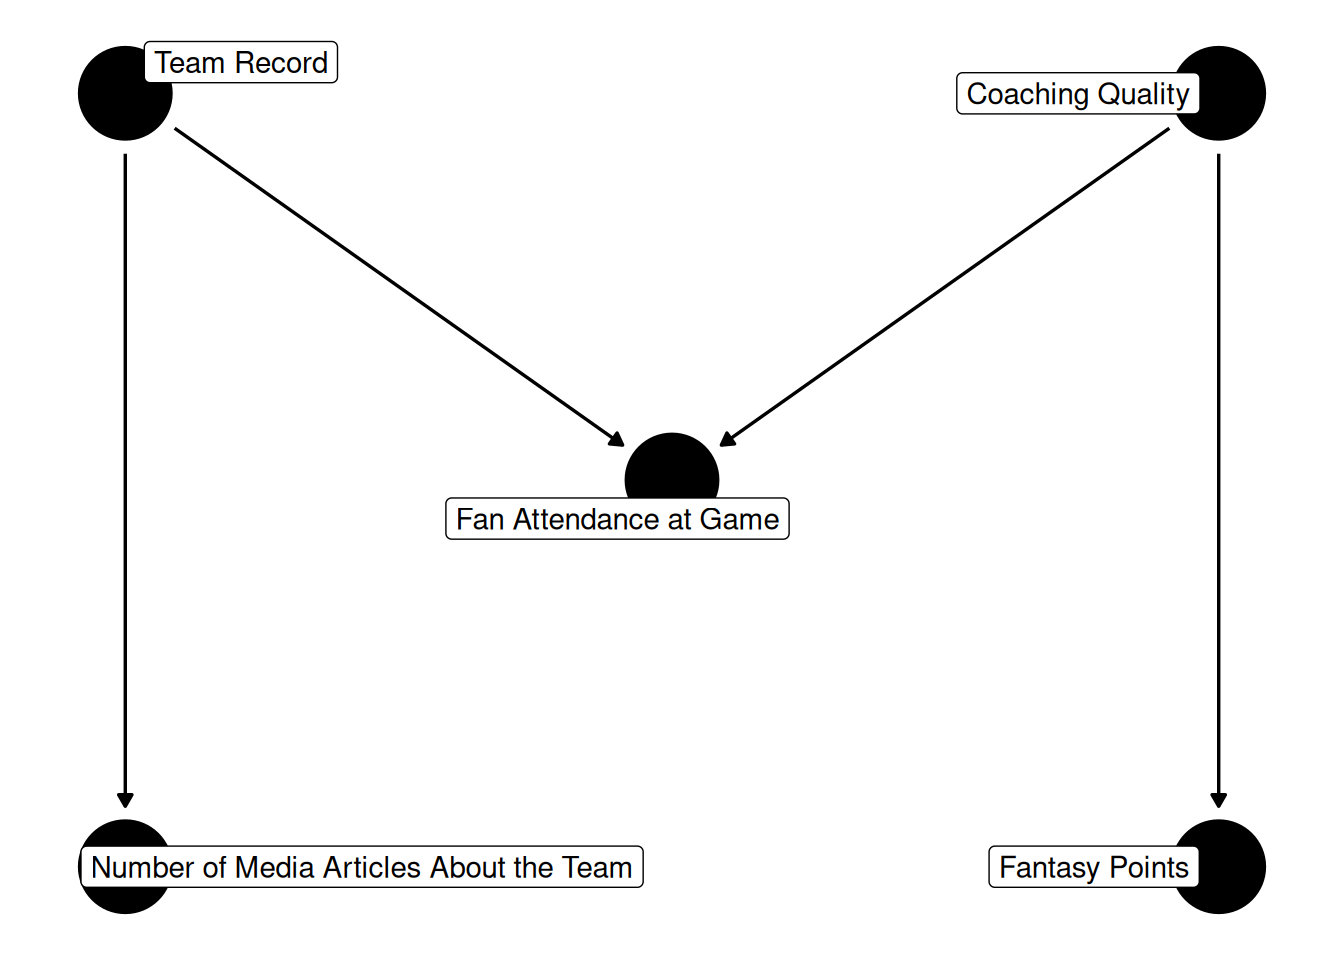 Team Record
Coaching Quality
Fan Attendance at Game
Number of Media Articles About the Team
Fantasy Points